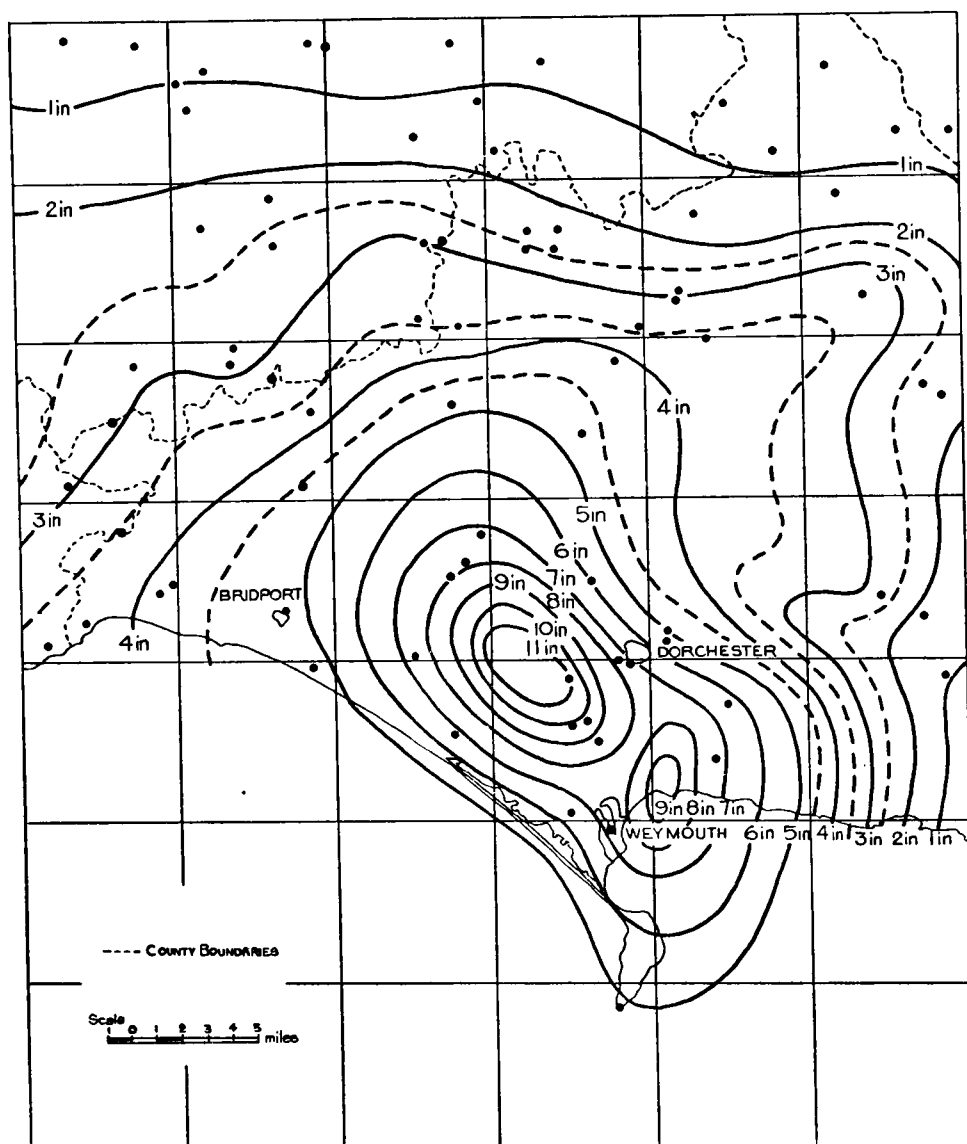 1in
1in
2in
2in
3in
4in
3in
5in
6in
7in
9in
8in
BRIDPORT
10in
4in
11in
DORCHESTER
9in 8in 7in
WEYMOUTH 6in 5in 4in 3in 2in 1in
---- COUNTY BOUNDARIES
Scale
1 0 1 2 3 4 5
miles